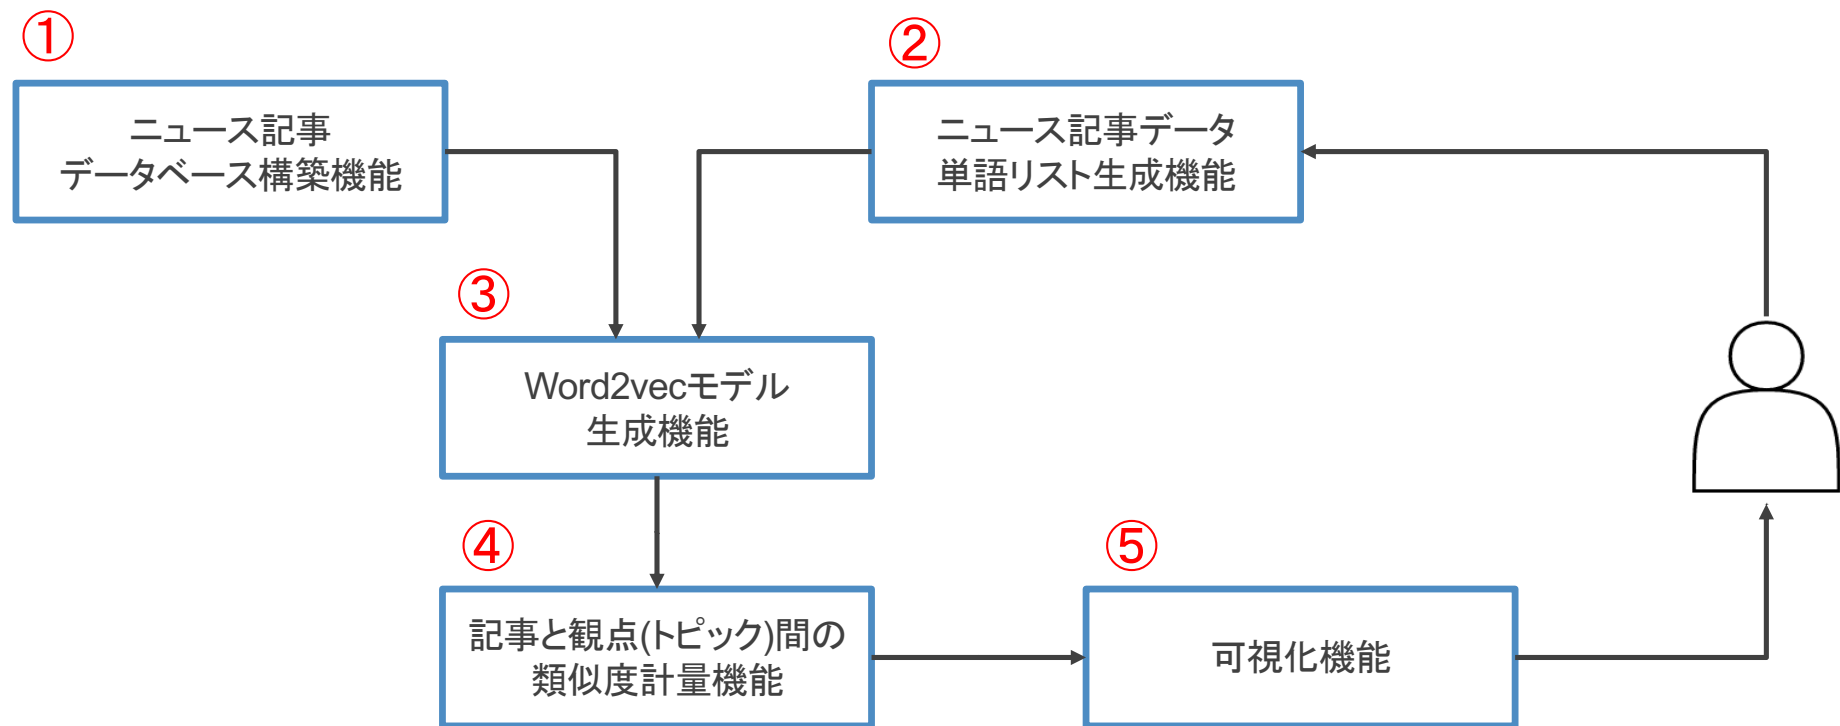 ①
ニュース記事
データベース構築機能
②
ニュース記事データ
単語リスト生成機能
③
Word2vecモデル
生成機能
④
記事と観点(トピック)間の
類似度計量機能
⑤
可視化機能